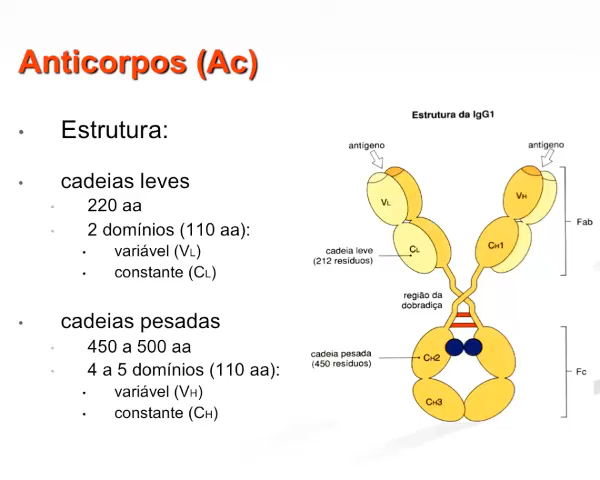 Anticorpos (Ac)
• Estrutura:
• cadeias leves
◦ 220 aa
◦ 2 domínios (110 aa):
• variável (VL)
• constante (CL)
• cadeias pesadas
◦ 450 a 500 aa
◦ 4 a 5 domínios (110 aa):
• variável (VH)
• constante (CH)
Estrutura da IgG1
antigeno
antigeno
VL
VH
Fab
CL
CH1
cadeia leve
(212 resíduos)
região da
dobradiça
cadeia pesada
(450 resíduos)
CH2
Fc
CH3